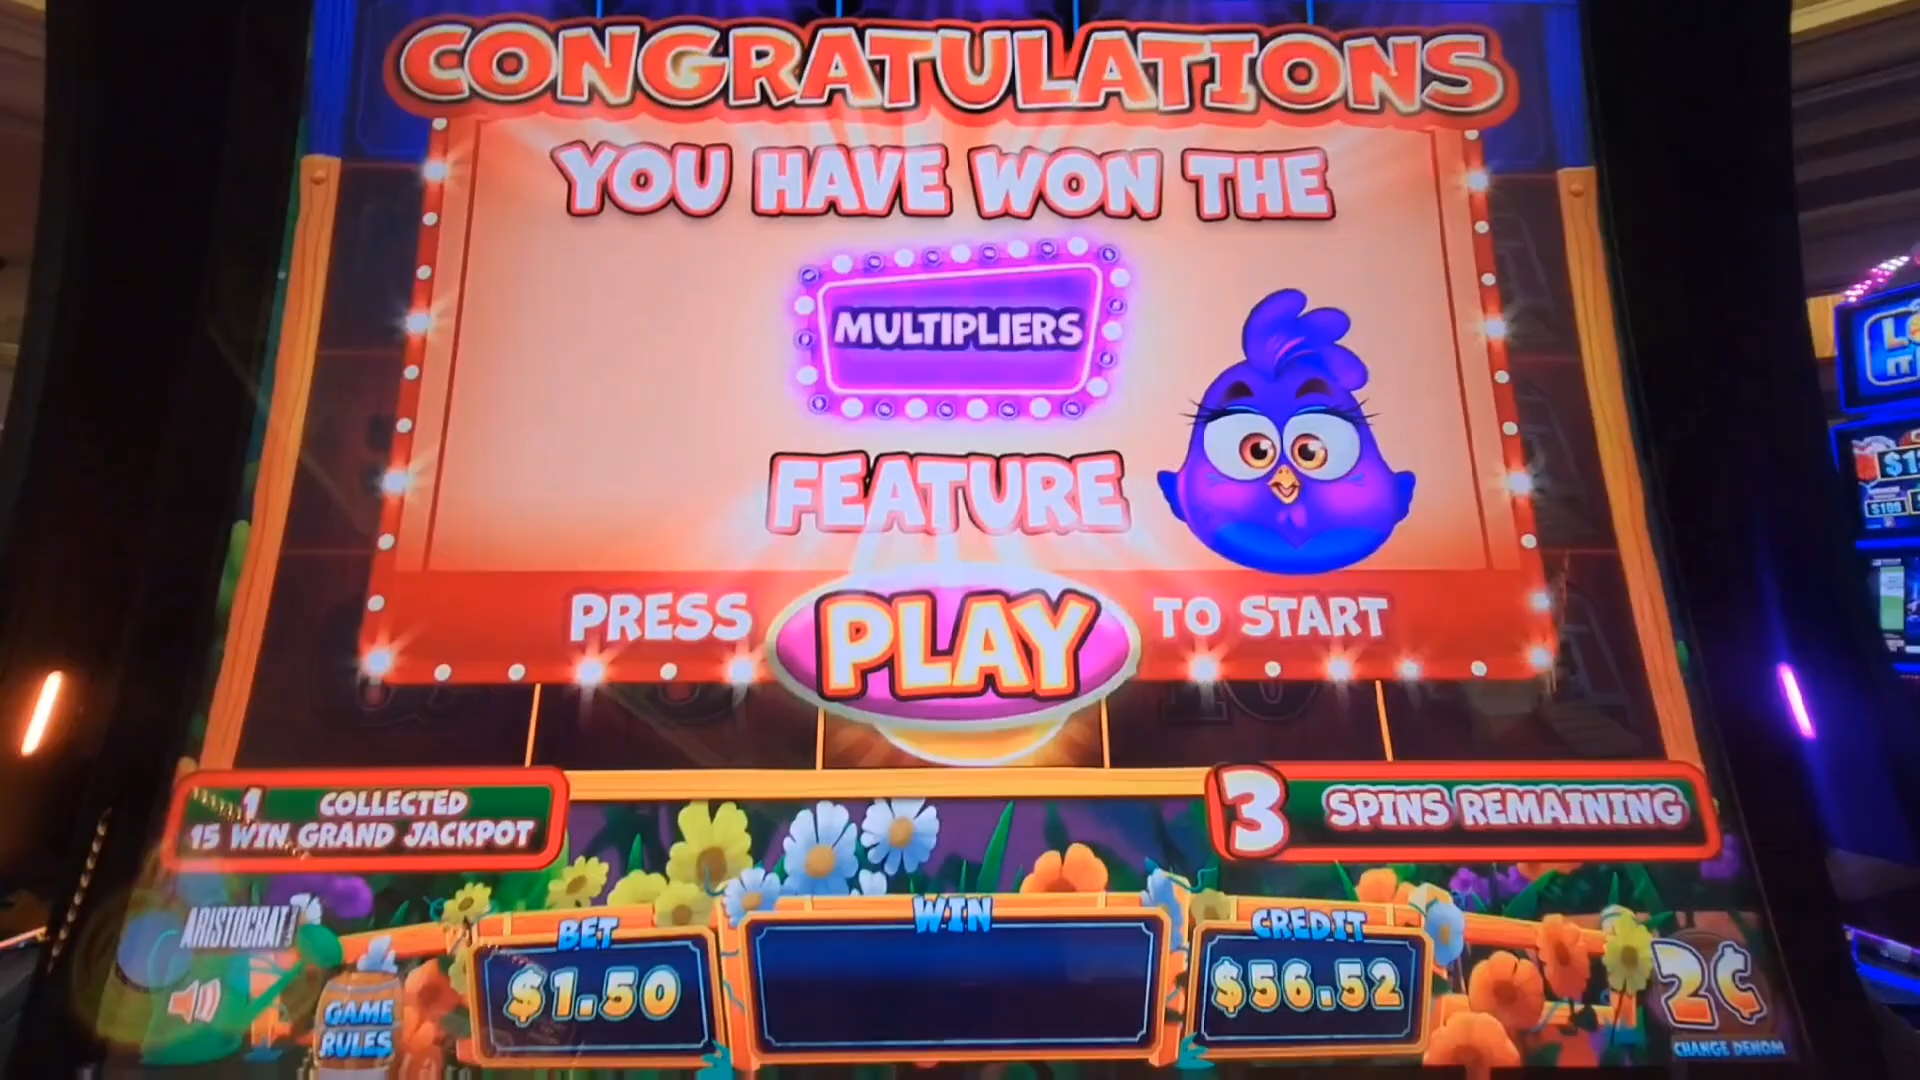 CONGRATULATIONS
YOU HAVE WON THE
MULTIPLIERS
FEATURE
PRESS PLAY TO START
1 COLLECTED
15 WIN GRAND JACKPOT
3 SPINS REMAINING
ARISTOCRAT
GAME
RULES
BET
$1.50
WIN
CREDIT
$56.52
2¢
CHANGE DENOM
$100